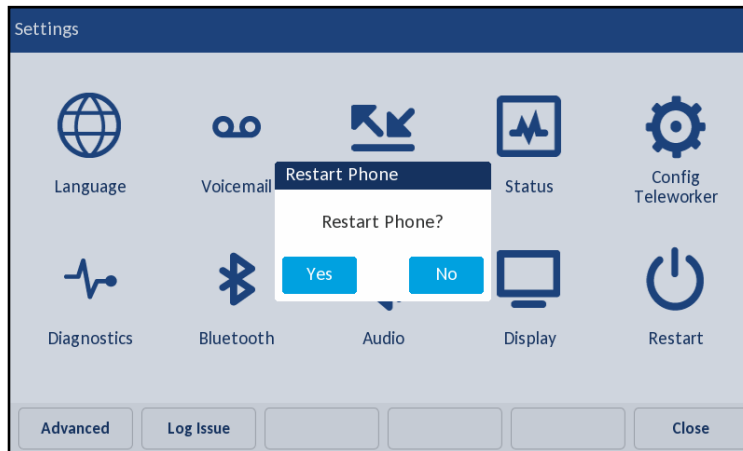 Settings
Language
Voicemail
Status
Config
Teleworker
Restart Phone
Restart Phone?
Yes
No
Diagnostics
Bluetooth
Audio
Display
Restart
Advanced
Log Issue
Close